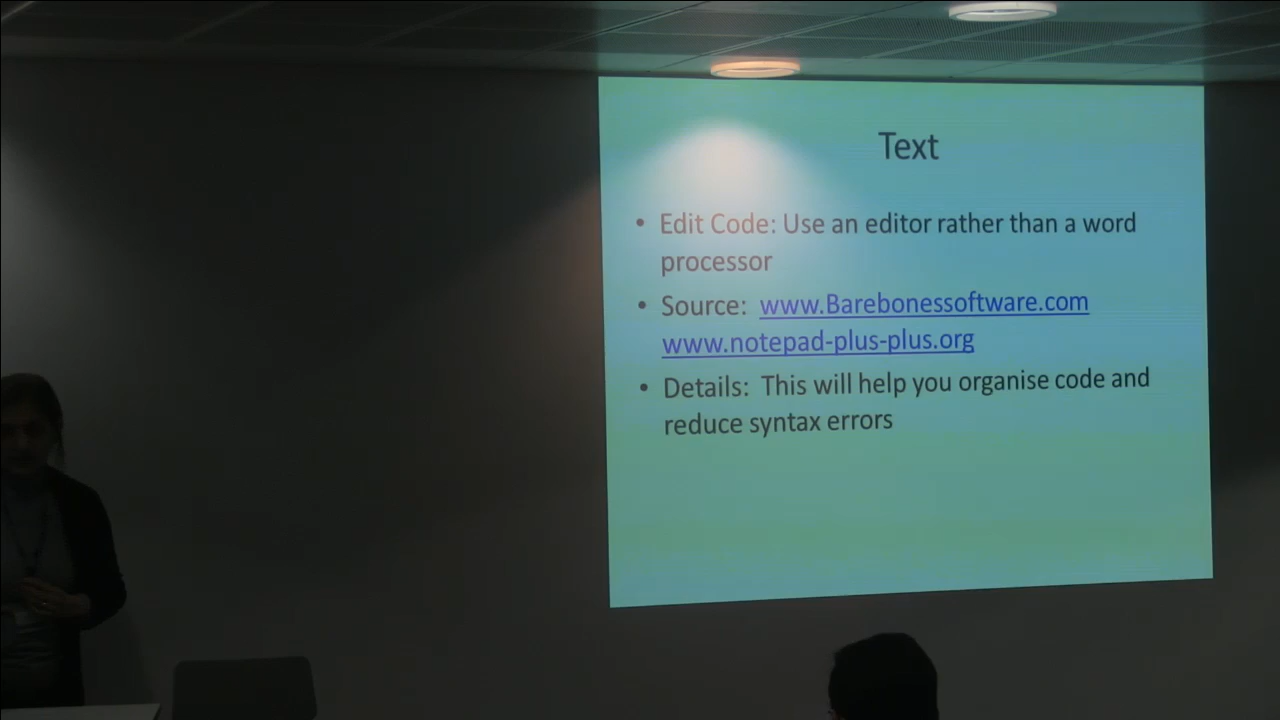 Text
• Edit Code: Use an editor rather than a word
processor
• Source: www.Barebonessoftware.com
www.notepad-plus-plus.org
• Details: This will help you organise code and
reduce syntax errors